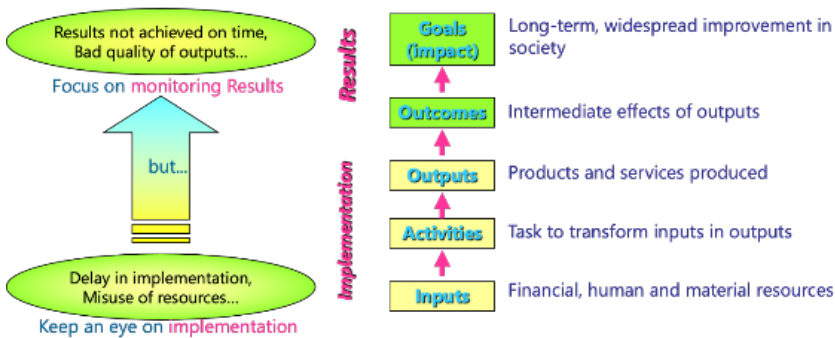 Results not achieved on time,
Bad quality of outputs...
Focus on monitoring Results
but...
Delay in implementation,
Misuse of resources...
Keep an eye on implementation
Results
Implementation
Goals
(impact)
Long-term, widespread improvement in
society
Outcomes
Intermediate effects of outputs
Outputs
Products and services produced
Activities
Task to transform inputs in outputs
Inputs
Financial, human and material resources